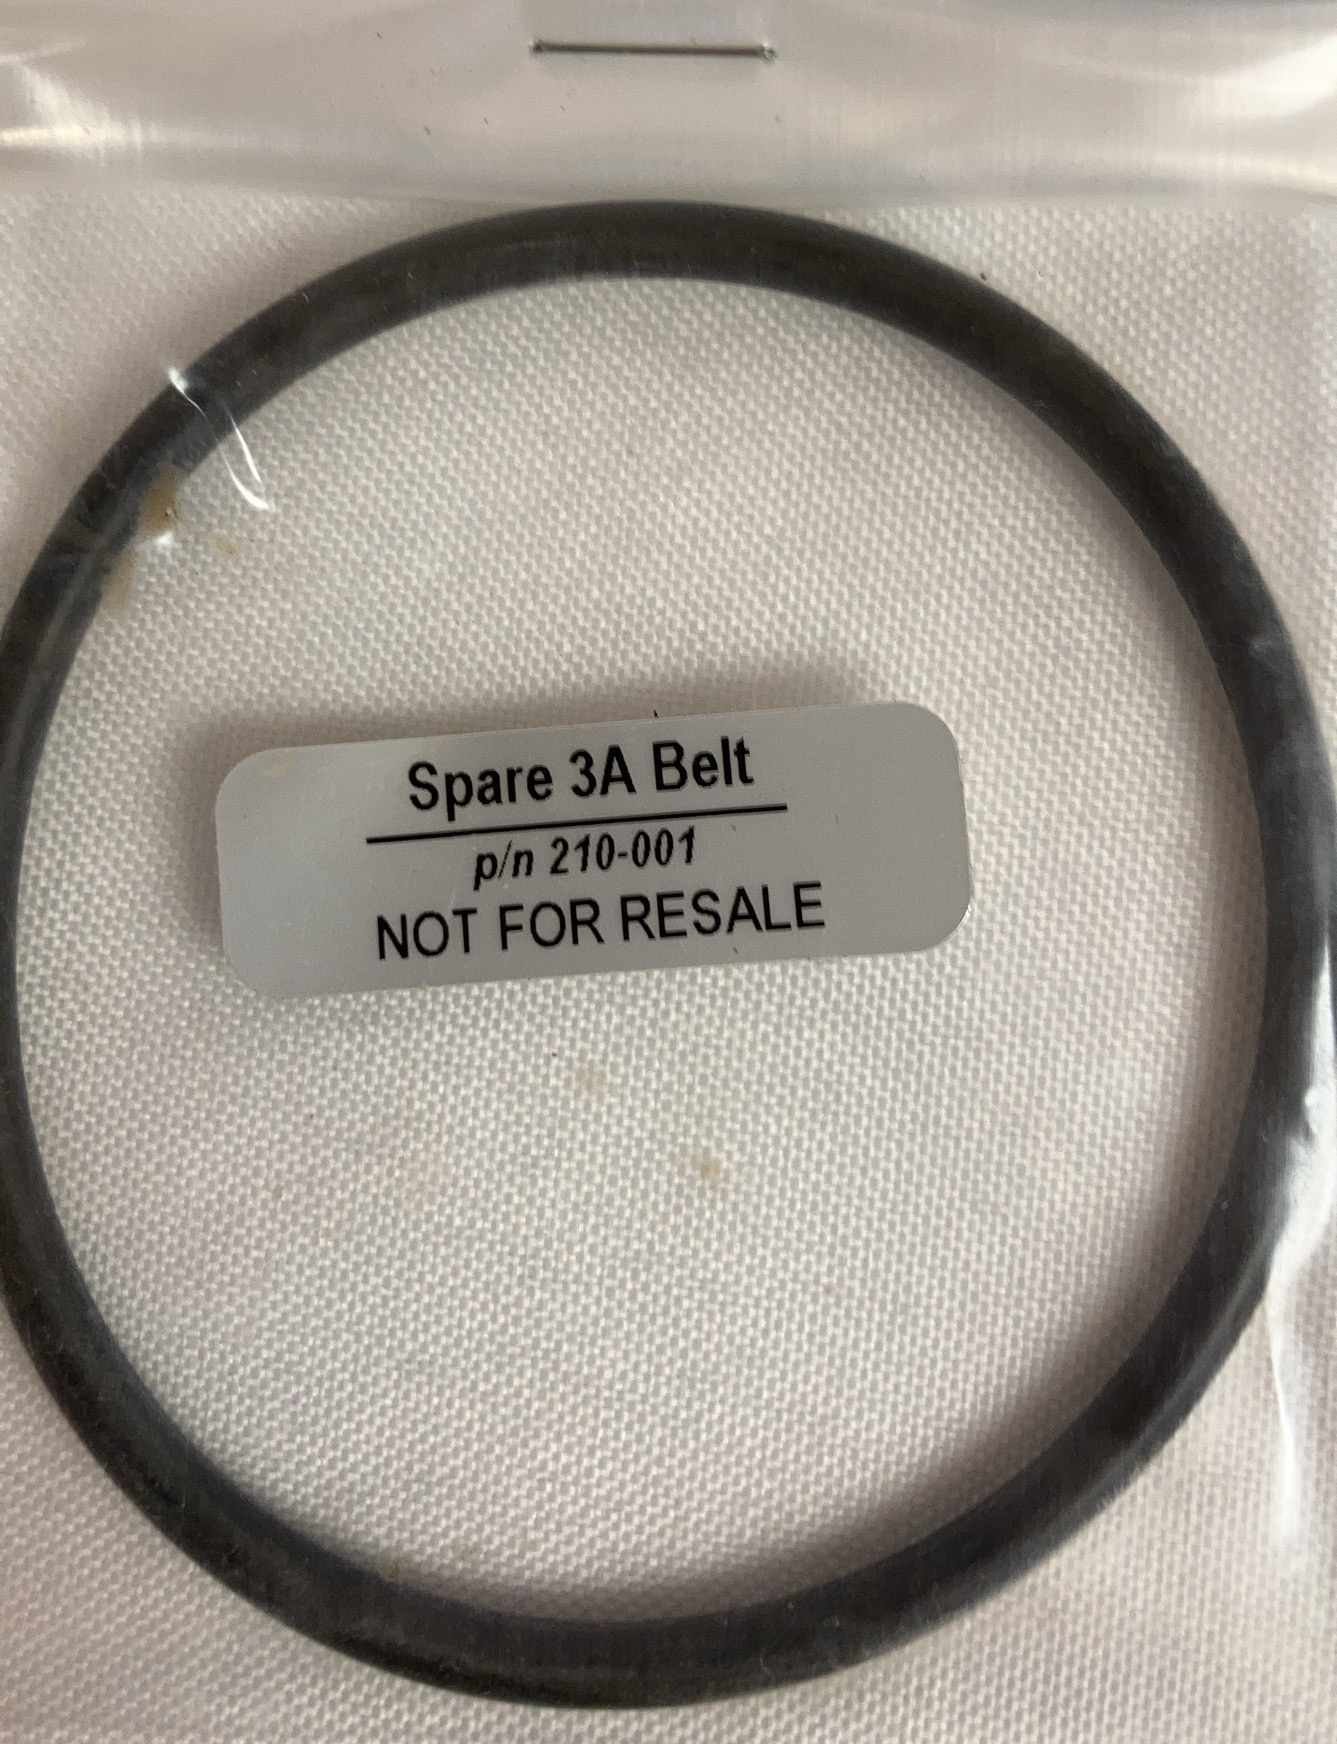 Spare 3A Belt
p/n 210-001
NOT FOR RESALE